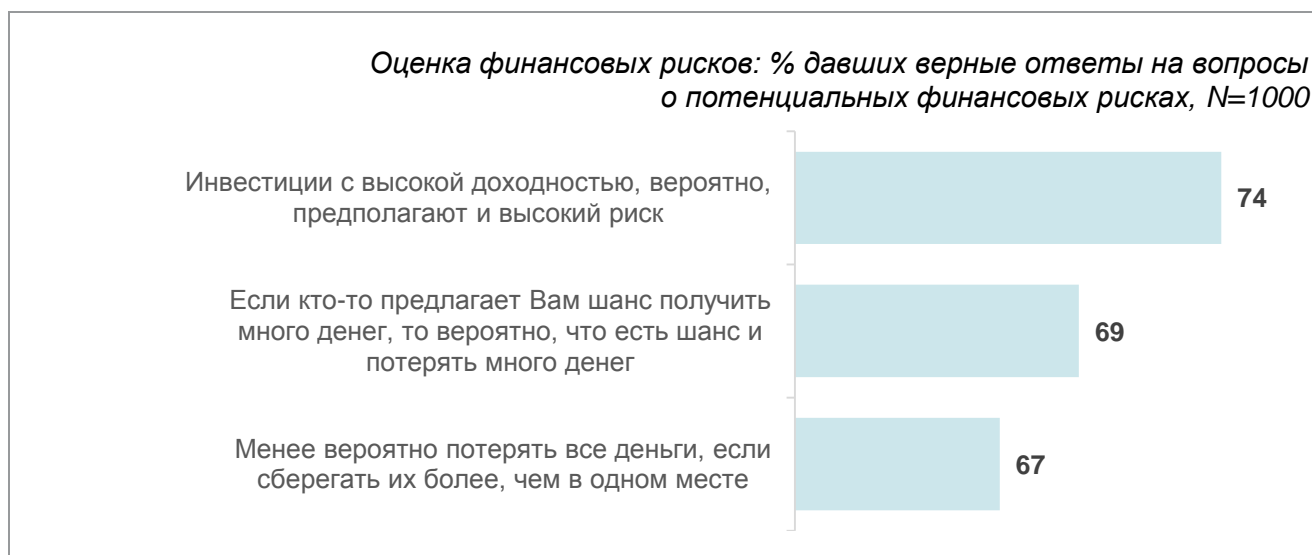 Оценка финансовых рисков: % давших верные ответы на вопросы
о потенциальных финансовых рисках, N=1000
Инвестиции с высокой доходностью, вероятно,
предполагают и высокий риск
74
Если кто-то предлагает Вам шанс получить
много денег, то вероятно, что есть шанс и
потерять много денег
69
Менее вероятно потерять все деньги, если
сберегать их более, чем в одном месте
67